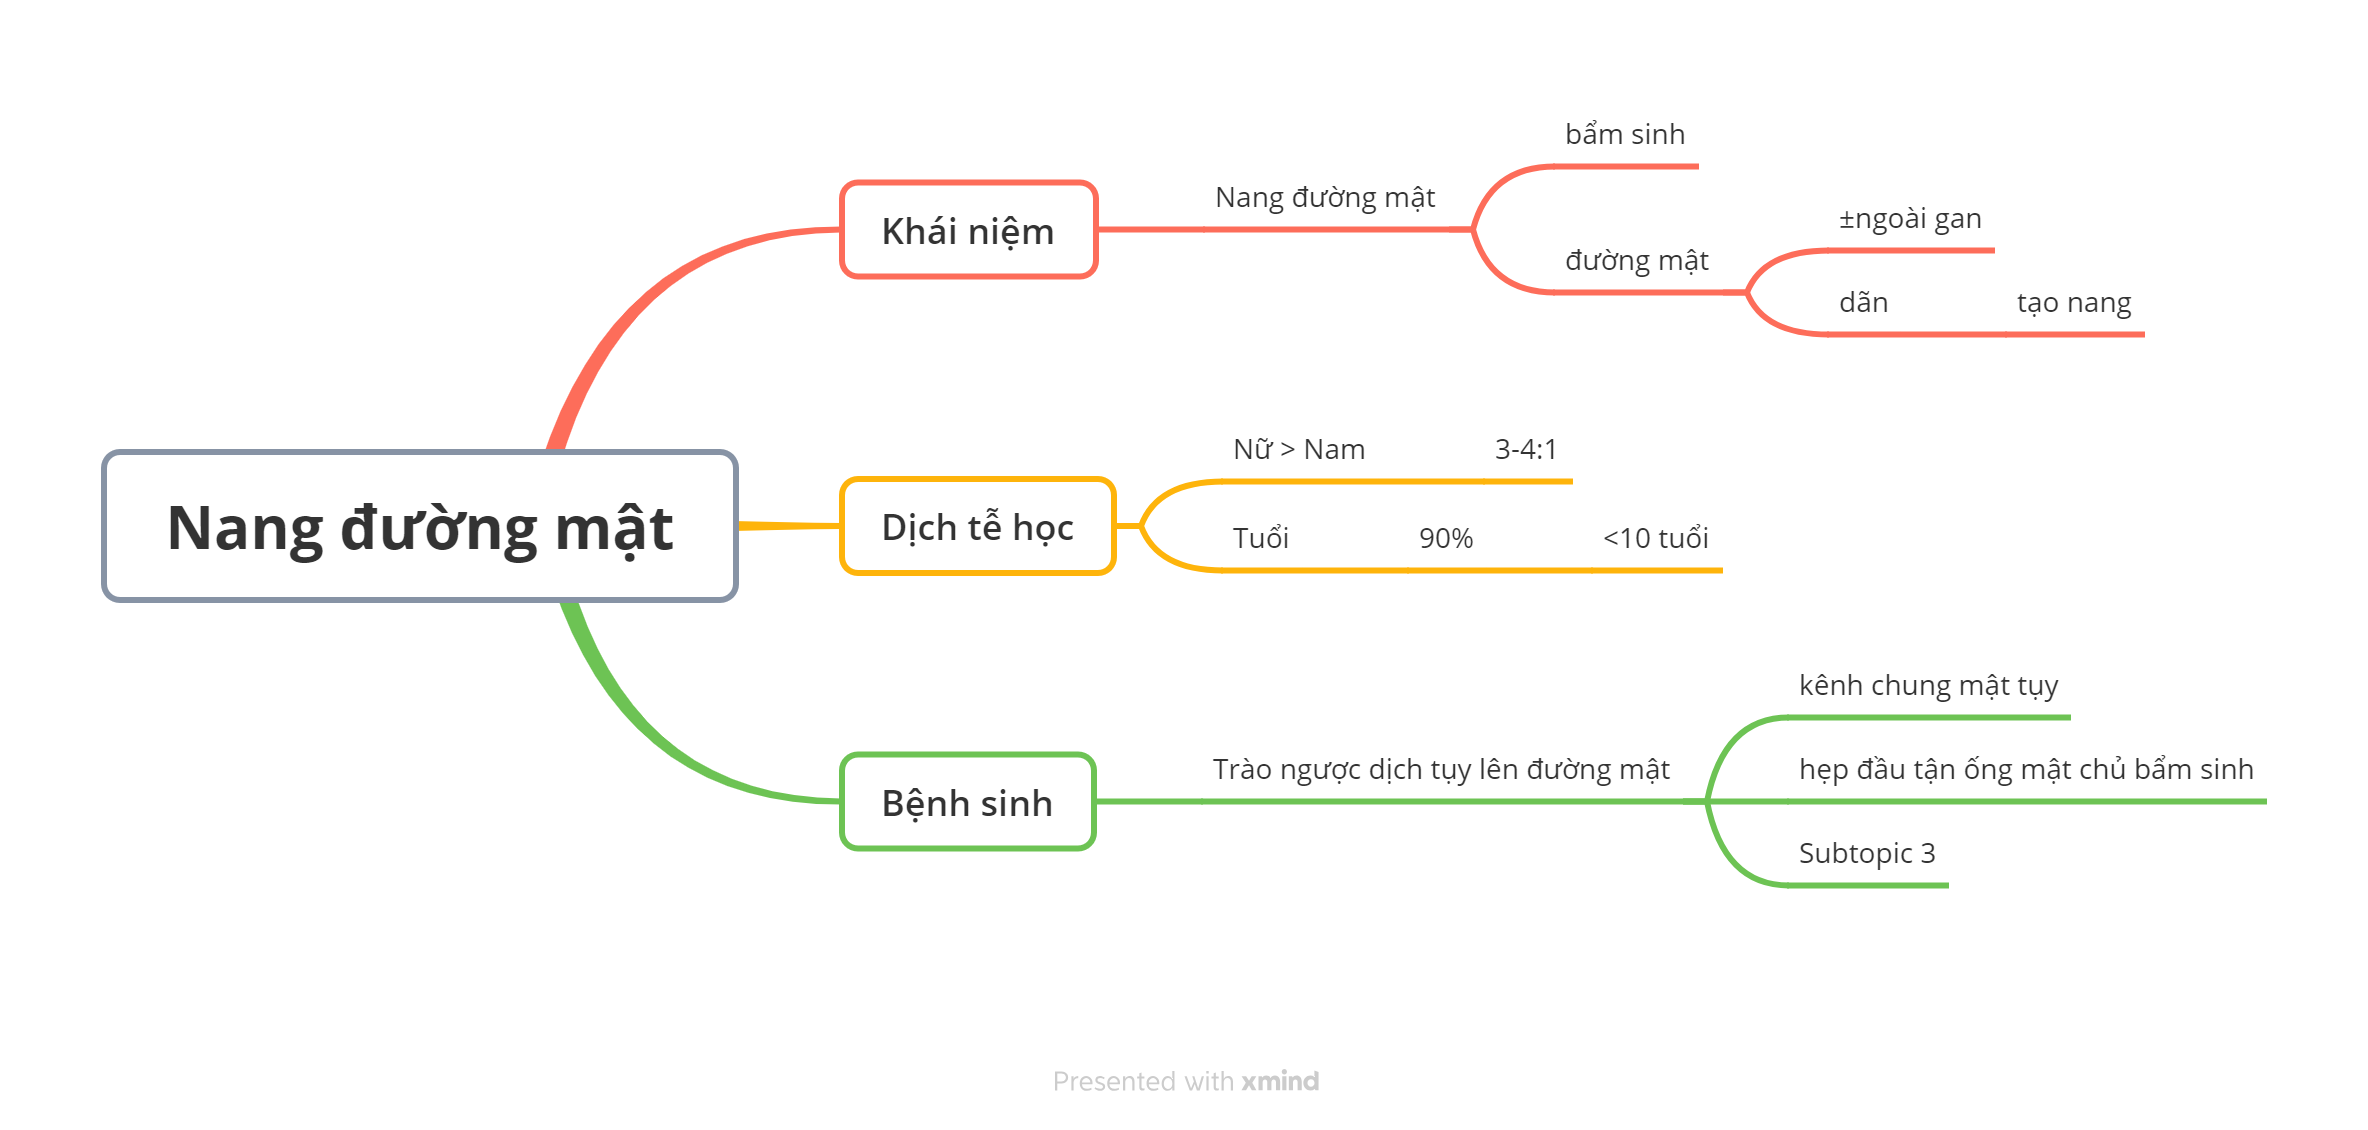 Nang đường mật
Khái niệm
Nang đường mật
bẩm sinh
đường mật
±ngoài gan
dãn
tạo nang
Dịch tễ học
Nữ > Nam
3-4:1
Tuổi
90%
<10 tuổi
Bệnh sinh
Trào ngược dịch tụy lên đường mật
kênh chung mật tụy
hẹp đầu tận ống mật chủ bẩm sinh
Subtopic 3
Presented with xmind